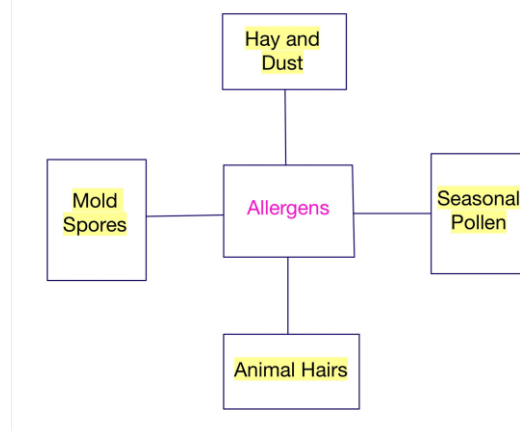 Hay and
Dust
Mold
Spores
Allergens
Seasonal
Pollen
Animal Hairs